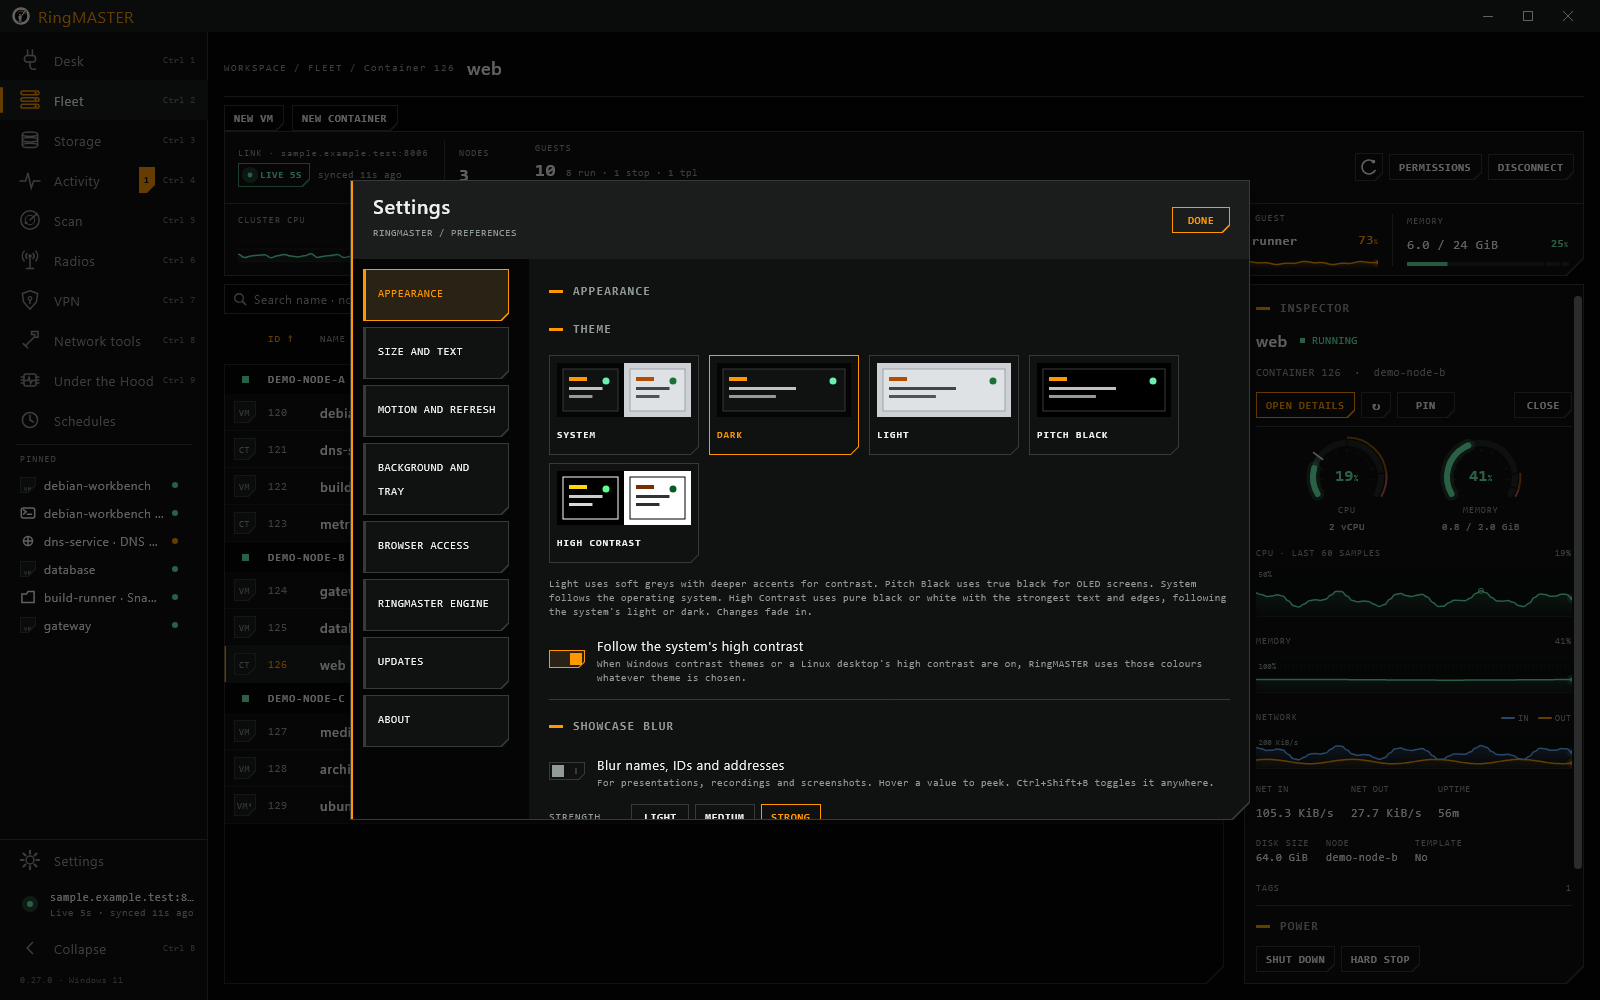 RingMASTER
Desk Ctrl 1
Fleet Ctrl 2
Storage Ctrl 3
Activity 1 Ctrl 4
Scan Ctrl 5
Radios Ctrl 6
VPN Ctrl 7
Network tools Ctrl 8
Under the Hood Ctrl 9
Schedules
PINNED
debian-workbench
debian-workbench ...
dns-service · DNS ...
database
build-runner · Sna...
gateway
Settings
sample.example.test:8...
Live 5s · synced 11s ago
Collapse Ctrl B
0.27.0 · Windows 11
WORKSPACE / FLEET / Container 126 web
NEW VM NEW CONTAINER
LINK · sample.example.test:8006
LIVE 5S synced 11s ago
NODES
3
GUESTS
10 8 run · 1 stop · 1 tpl
PERMISSIONS DISCONNECT
CLUSTER CPU
GUEST
runner 73%
MEMORY
6.0 / 24 GiB 25%
Search name · no
ID ↑ NAME
DEMO-NODE-A
VM 120 debia
CT 121 dns-s
VM 122 build
CT 123 metr
DEMO-NODE-B
VM 124 gatew
VM 125 datab
CT 126 web
DEMO-NODE-C
VM 127 medi
VM 128 archi
VM 129 ubun
Settings
RINGMASTER / PREFERENCES
DONE
APPEARANCE
SIZE AND TEXT
MOTION AND REFRESH
BACKGROUND AND
TRAY
BROWSER ACCESS
RINGMASTER ENGINE
UPDATES
ABOUT
APPEARANCE
THEME
SYSTEM
DARK
LIGHT
PITCH BLACK
HIGH CONTRAST
Light uses soft greys with deeper accents for contrast. Pitch Black uses true black for OLED screens. System
follows the operating system. High Contrast uses pure black or white with the strongest text and edges, following
the system's light or dark. Changes fade in.
Follow the system's high contrast
When Windows contrast themes or a Linux desktop's high contrast are on, RingMASTER uses those colours
whatever theme is chosen.
SHOWCASE BLUR
Blur names, IDs and addresses
For presentations, recordings and screenshots. Hover a value to peek. Ctrl+Shift+B toggles it anywhere.
STRENGTH LIGHT MEDIUM STRONG
INSPECTOR
web RUNNING
CONTAINER 126 · demo-node-b
OPEN DETAILS ↻ PIN CLOSE
19%
CPU
2 vCPU
41%
MEMORY
0.8 / 2.0 GiB
CPU · LAST 60 SAMPLES 19%
50%
MEMORY 41%
100%
NETWORK IN OUT
200 KiB/s
NET IN NET OUT UPTIME
105.3 KiB/s 27.7 KiB/s 56m
DISK SIZE NODE TEMPLATE
64.0 GiB demo-node-b No
TAGS 1
POWER
SHUT DOWN HARD STOP